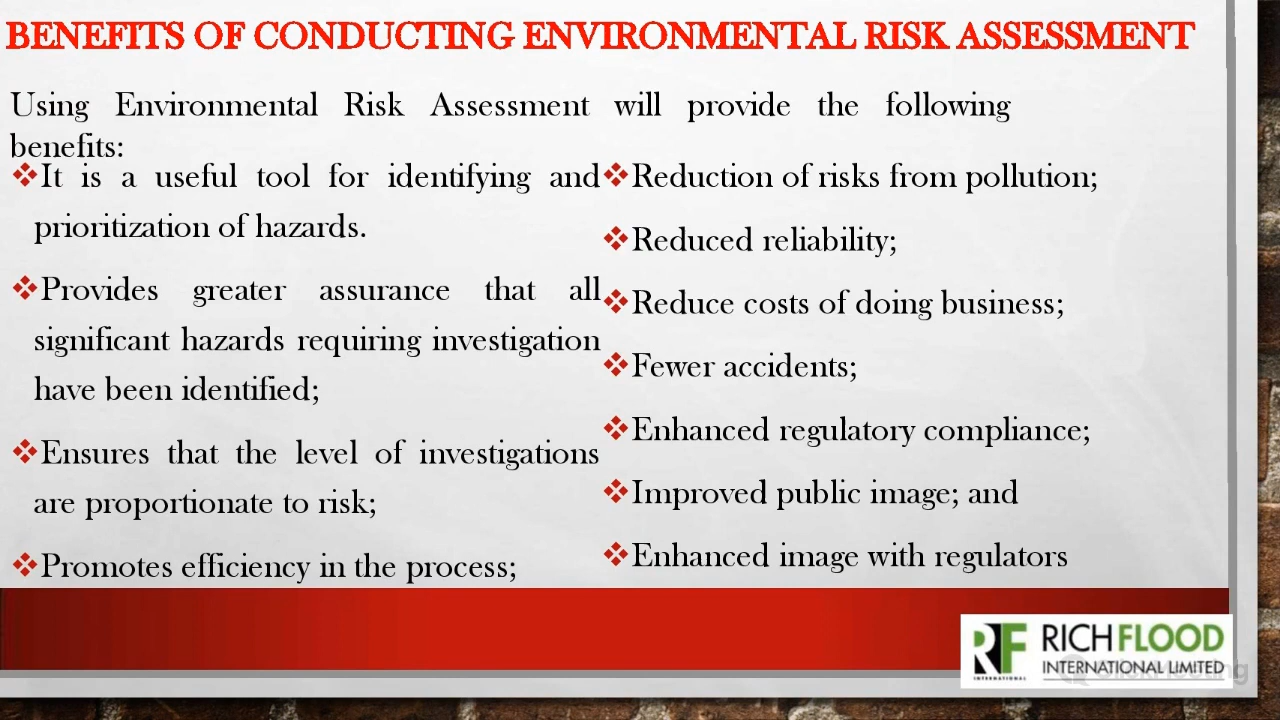 BENEFITS OF CONDUCTING ENVIRONMENTAL RISK ASSESSMENT
Using Environmental Risk Assessment will provide the following
benefits:
It is a useful tool for identifying and
prioritization of hazards.
Provides greater assurance that all
significant hazards requiring investigation
have been identified;
Ensures that the level of investigations
are proportionate to risk;
Promotes efficiency in the process;
Reduction of risks from pollution;
Reduced reliability;
Reduce costs of doing business;
Fewer accidents;
Enhanced regulatory compliance;
Improved public image; and
Enhanced image with regulators
RF RICHFLOOD
INTERNATIONAL INTERNATIONAL LIMITED
ClickMeeting